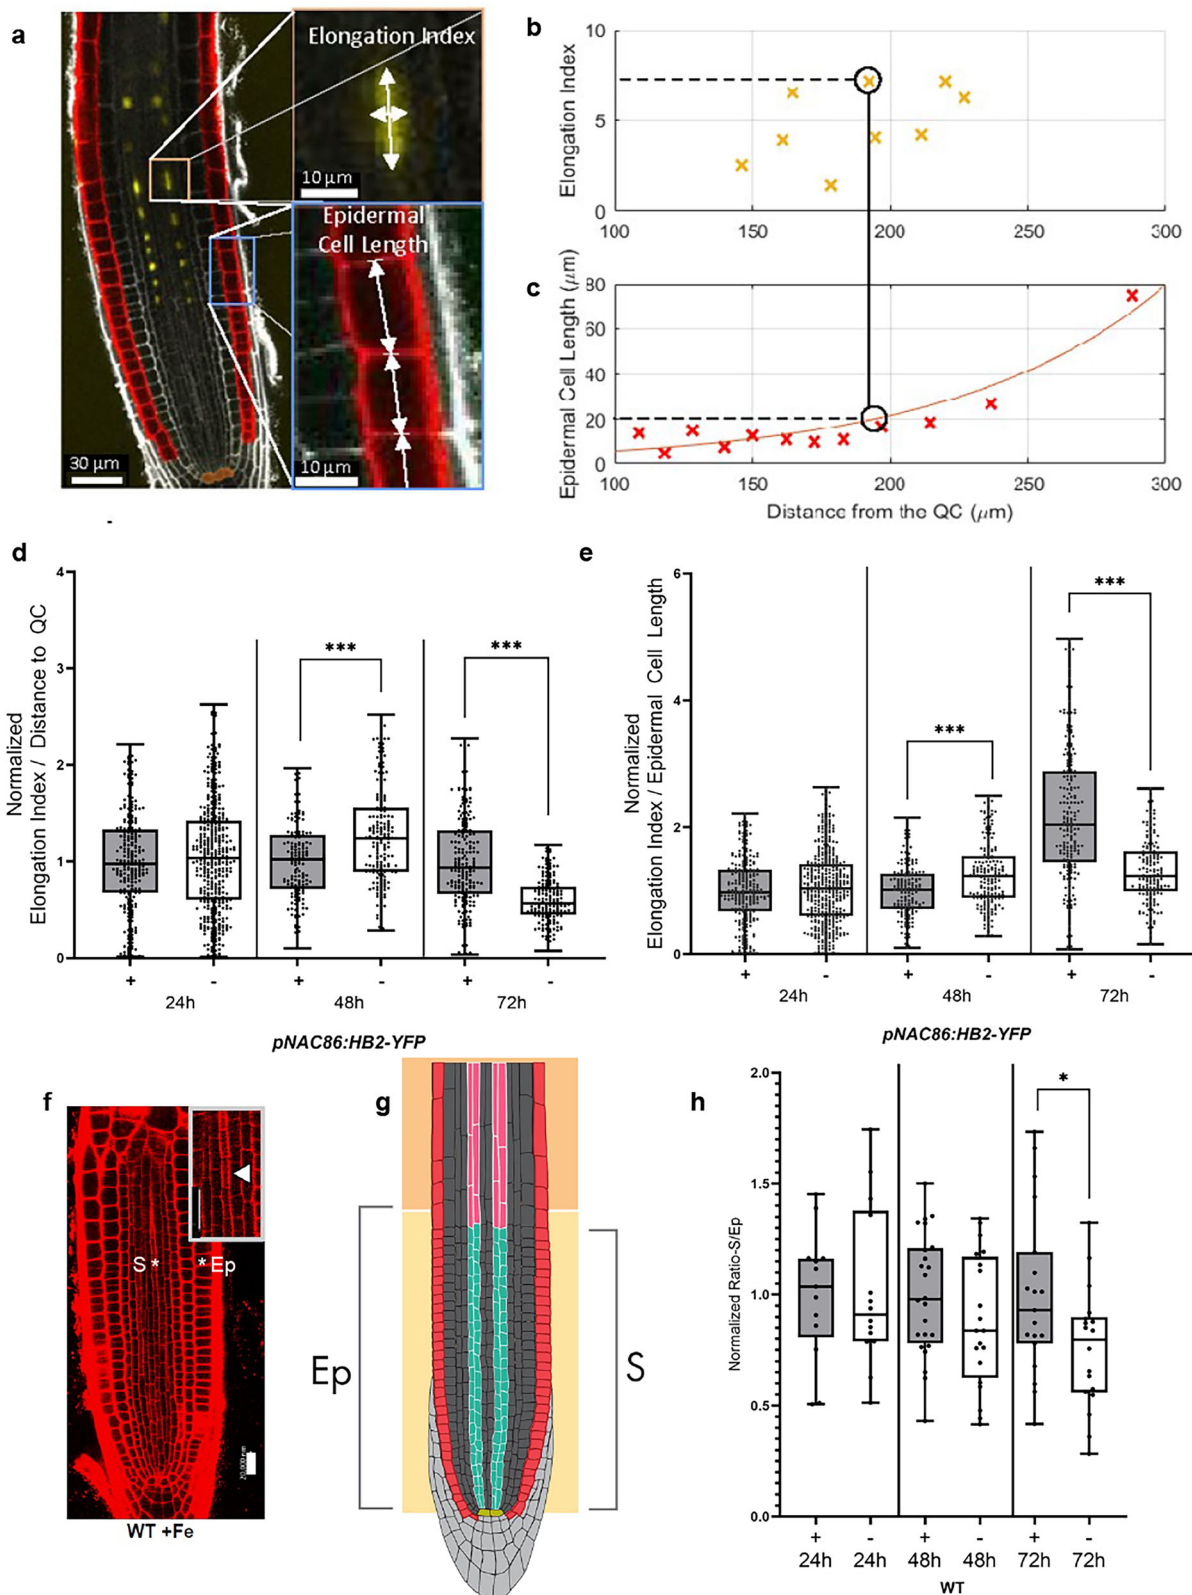 a
Elongation Index
10 µm
Epidermal
Cell Length
10 µm
30 µm
b
Elongation Index
10
5
0
100
150
200
250
300
c
Epidermal Cell Length (µm)
80
60
40
20
0
100
150
200
250
300
Distance from the QC (µm)
d
Normalized
Elongation Index / Distance to QC
4
3
2
1
0
***
***
+
-
+
-
+
-
24h
48h
72h
pNAC86:HB2-YFP
e
Normalized
Elongation Index / Epidermal Cell Length
6
4
2
0
***
***
+
-
+
-
+
-
24h
48h
72h
pNAC86:HB2-YFP
f
S *
* Ep
WT +Fe
g
Ep
S
h
Normalized Ratio-S/Ep
2.0
1.5
1.0
0.5
0.0
*
+
-
+
-
+
-
24h
24h
48h
48h
72h
72h
WT